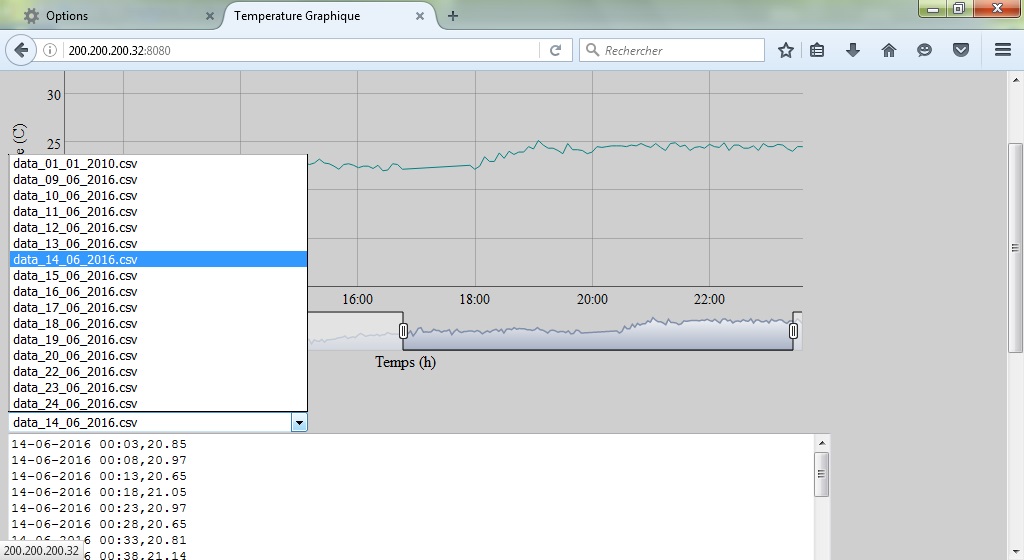 Options
Temperature Graphique
200.200.200.32:8080
Rechercher
30
25
e (C)
data_01_01_2010.csv
data_09_06_2016.csv
data_10_06_2016.csv
data_11_06_2016.csv
data_12_06_2016.csv
data_13_06_2016.csv
data_14_06_2016.csv
data_15_06_2016.csv
data_16_06_2016.csv
data_17_06_2016.csv
data_18_06_2016.csv
data_19_06_2016.csv
data_20_06_2016.csv
data_22_06_2016.csv
data_23_06_2016.csv
data_24_06_2016.csv
16:00 18:00 20:00 22:00
Temps (h)
data_14_06_2016.csv
14-06-2016 00:03,20.85
14-06-2016 00:08,20.97
14-06-2016 00:13,20.65
14-06-2016 00:18,21.05
14-06-2016 00:23,20.97
14-06-2016 00:28,20.65
14-06-2016 00:33,20.81
6 00:38,21.14
200.200.200.32